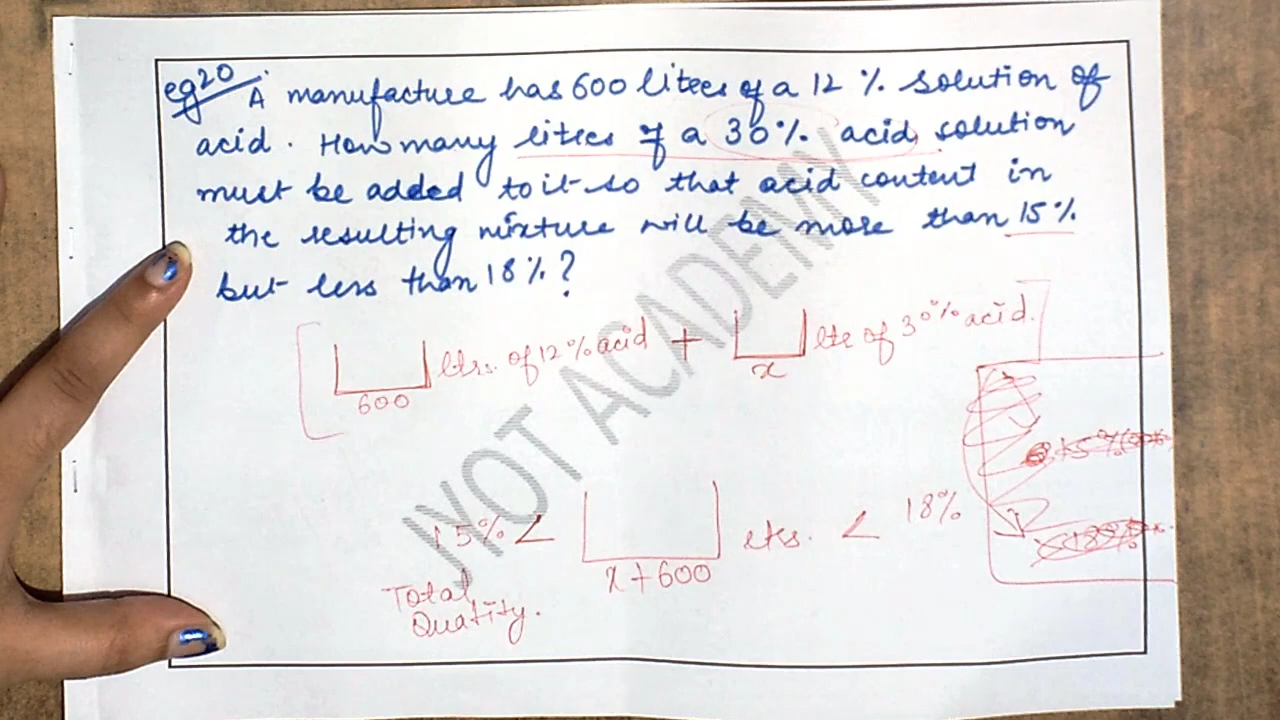 eg20 A manufacture has 600 litres of a 12 % solution of
acid. How many litres of a 30% acid solution
must be added to it so that acid content in
the resulting mixture will be more than 15%
but less than 18%?
ltrs. of 12% acid + ltr of 30% acid.
600 x
15% < ltrs. < 18%
x + 600
Total
Quatity.
JYOT ACADEMY